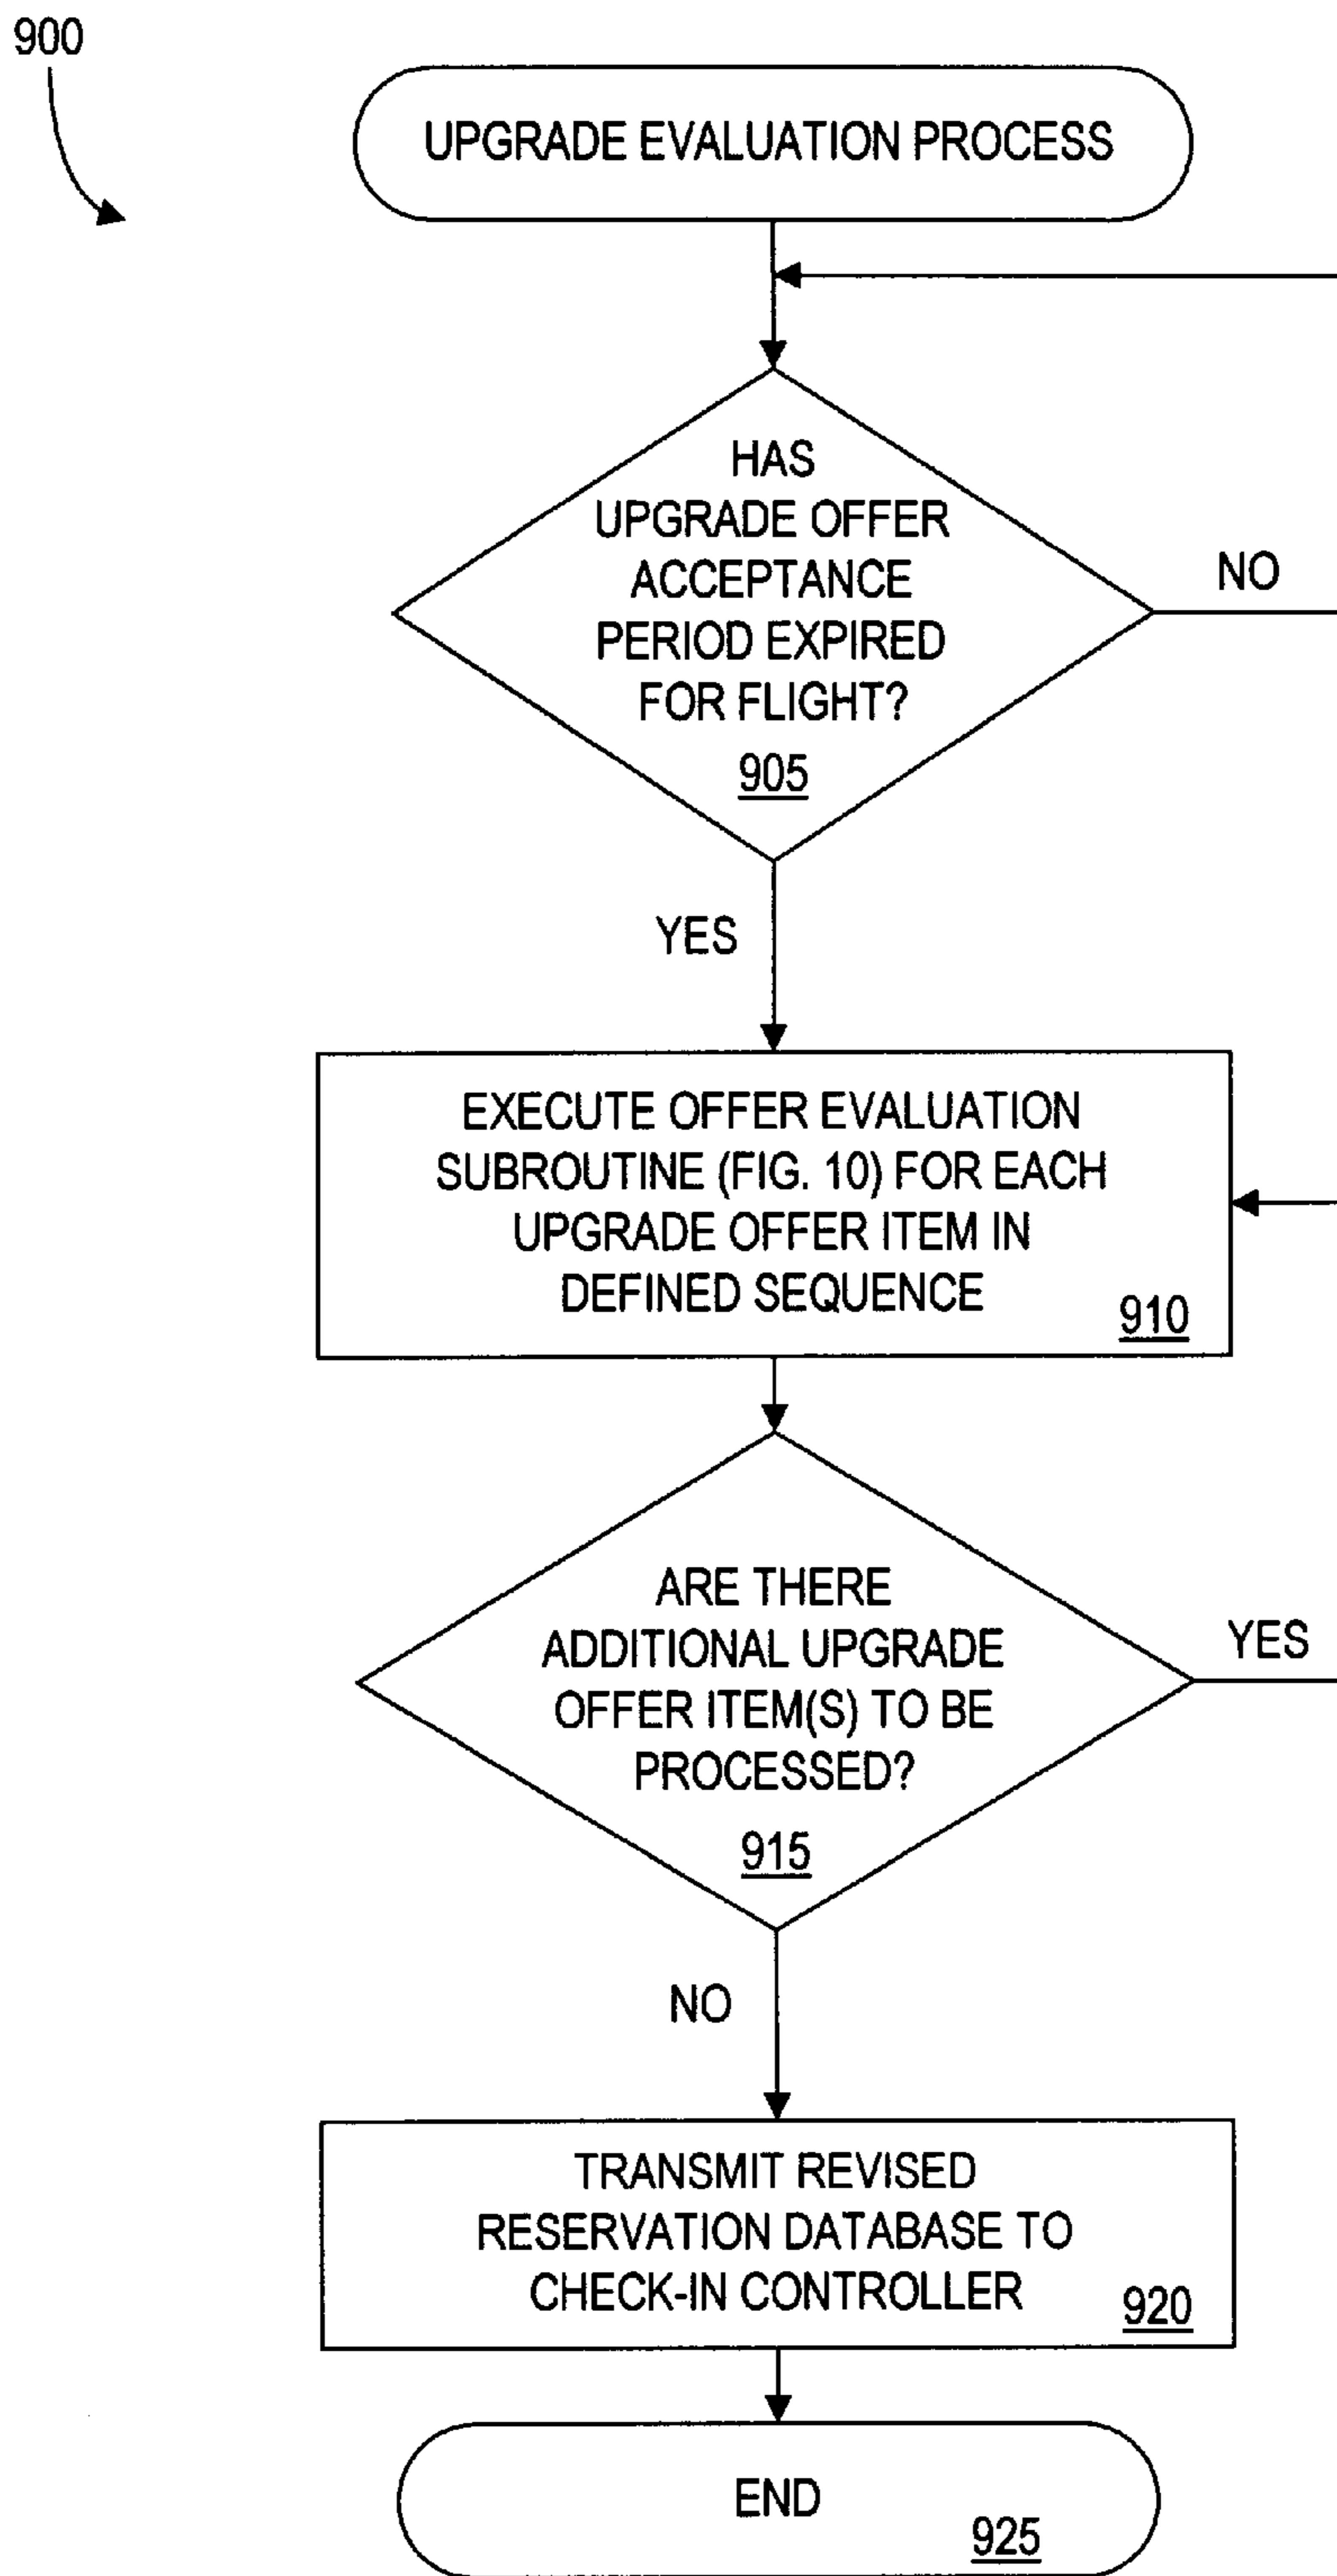 900
UPGRADE EVALUATION PROCESS
HAS
UPGRADE OFFER
ACCEPTANCE
PERIOD EXPIRED
FOR FLIGHT?
905
NO
YES
EXECUTE OFFER EVALUATION
SUBROUTINE (FIG. 10) FOR EACH
UPGRADE OFFER ITEM IN
DEFINED SEQUENCE
910
ARE THERE
ADDITIONAL UPGRADE
OFFER ITEM(S) TO BE
PROCESSED?
915
YES
NO
TRANSMIT REVISED
RESERVATION DATABASE TO
CHECK-IN CONTROLLER
920
END
925